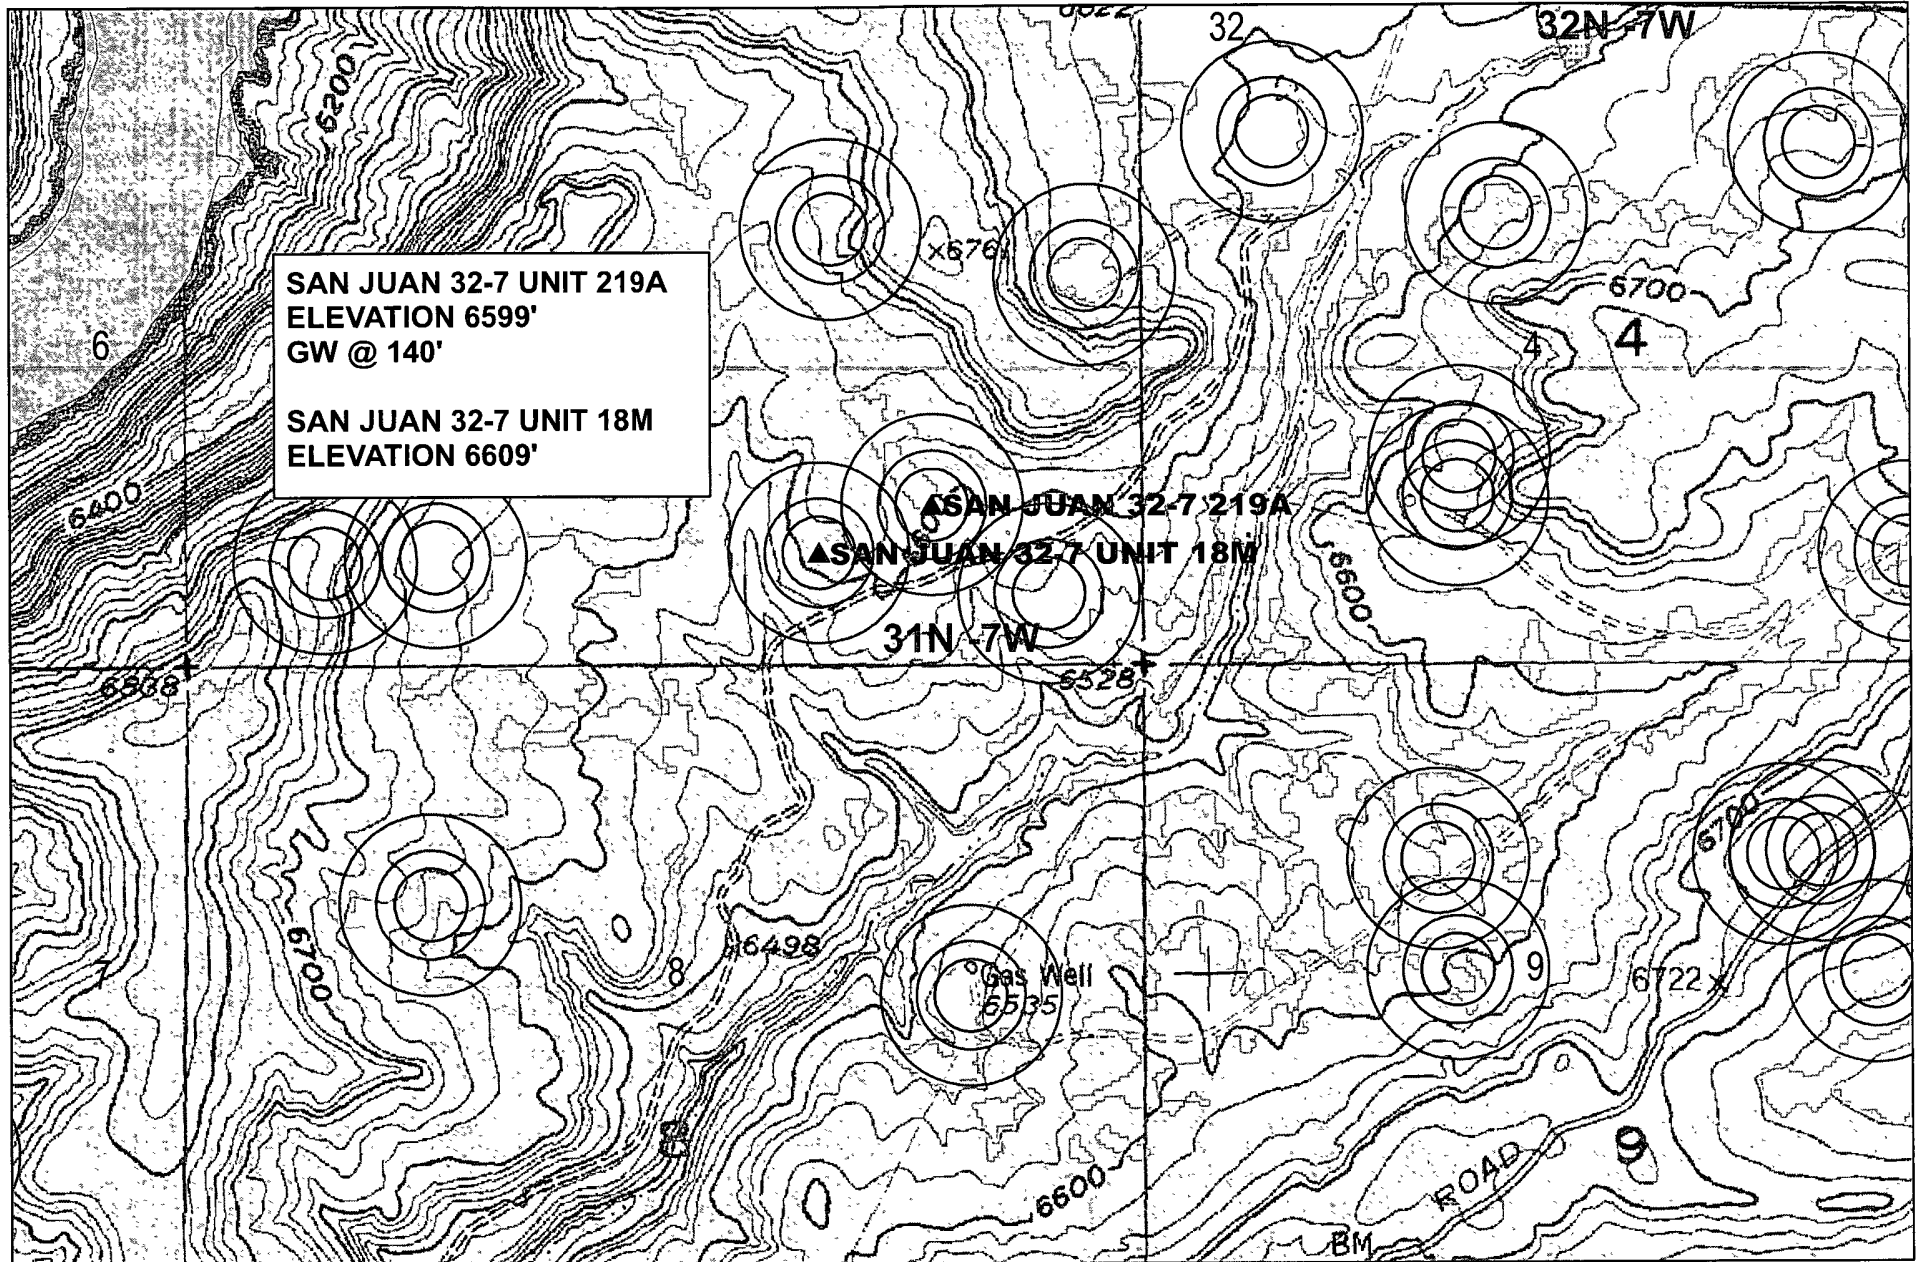 32
32N -7W
6200
SAN JUAN 32-7 UNIT 219A
ELEVATION 6599'
GW @ 140'
SAN JUAN 32-7 UNIT 18M
ELEVATION 6609'
6700
6
4
4
6400
SAN JUAN 32-7 219A
SAN JUAN 32-7 UNIT 18M
6600
31N -7W
6528
6700
6700
6498
7
8
Gas Well
6535
9
6722
ROAD
9
6600
BM